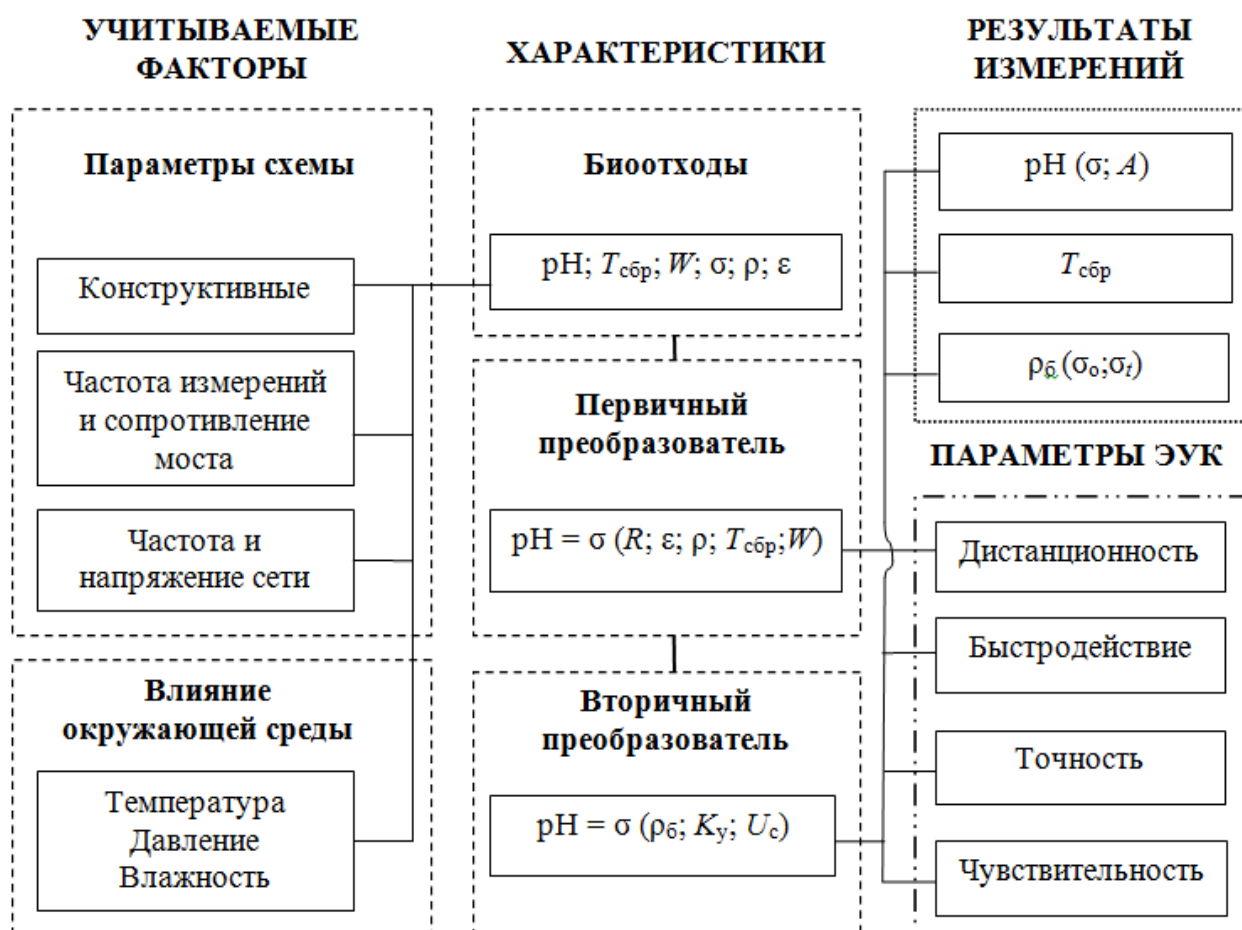 УЧИТЫВАЕМЫЕ
ФАКТОРЫ
Параметры схемы
Конструктивные
Частота измерений
и сопротивление
моста
Частота и
напряжение сети
Влияние
окружающей среды
Температура
Давление
Влажность
ХАРАКТЕРИСТИКИ
Биоотходы
pH; Tсбр; W; σ; ρ; ε
Первичный
преобразователь
pH = σ (R; ε; ρ; Tсбр;W)
Вторичный
преобразователь
pH = σ (ρб; Kу; Uс)
РЕЗУЛЬТАТЫ
ИЗМЕРЕНИЙ
pH (σ; A)
Tсбр
ρб (σо;σt)
ПАРАМЕТРЫ ЭУК
Дистанционность
Быстродействие
Точность
Чувствительность